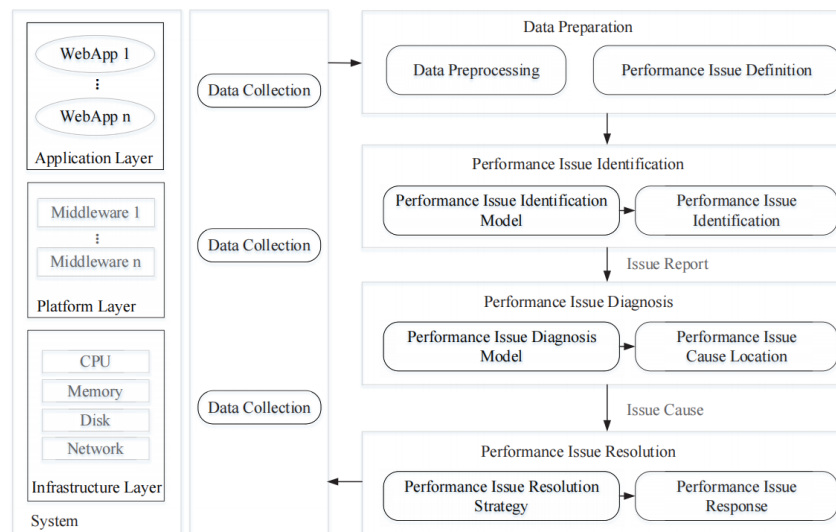 WebApp 1
⋮
WebApp n
Application Layer
Middleware 1
⋮
Middleware n
Platform Layer
CPU
Memory
Disk
Network
Infrastructure Layer
System
Data Collection
Data Collection
Data Collection
Data Preparation
Data Preprocessing
Performance Issue Definition
Performance Issue Identification
Performance Issue Identification
Model
Performance Issue
Identification
Issue Report
Performance Issue Diagnosis
Performance Issue Diagnosis
Model
Performance Issue
Cause Location
Issue Cause
Performance Issue Resolution
Performance Issue Resolution
Strategy
Performance Issue
Response